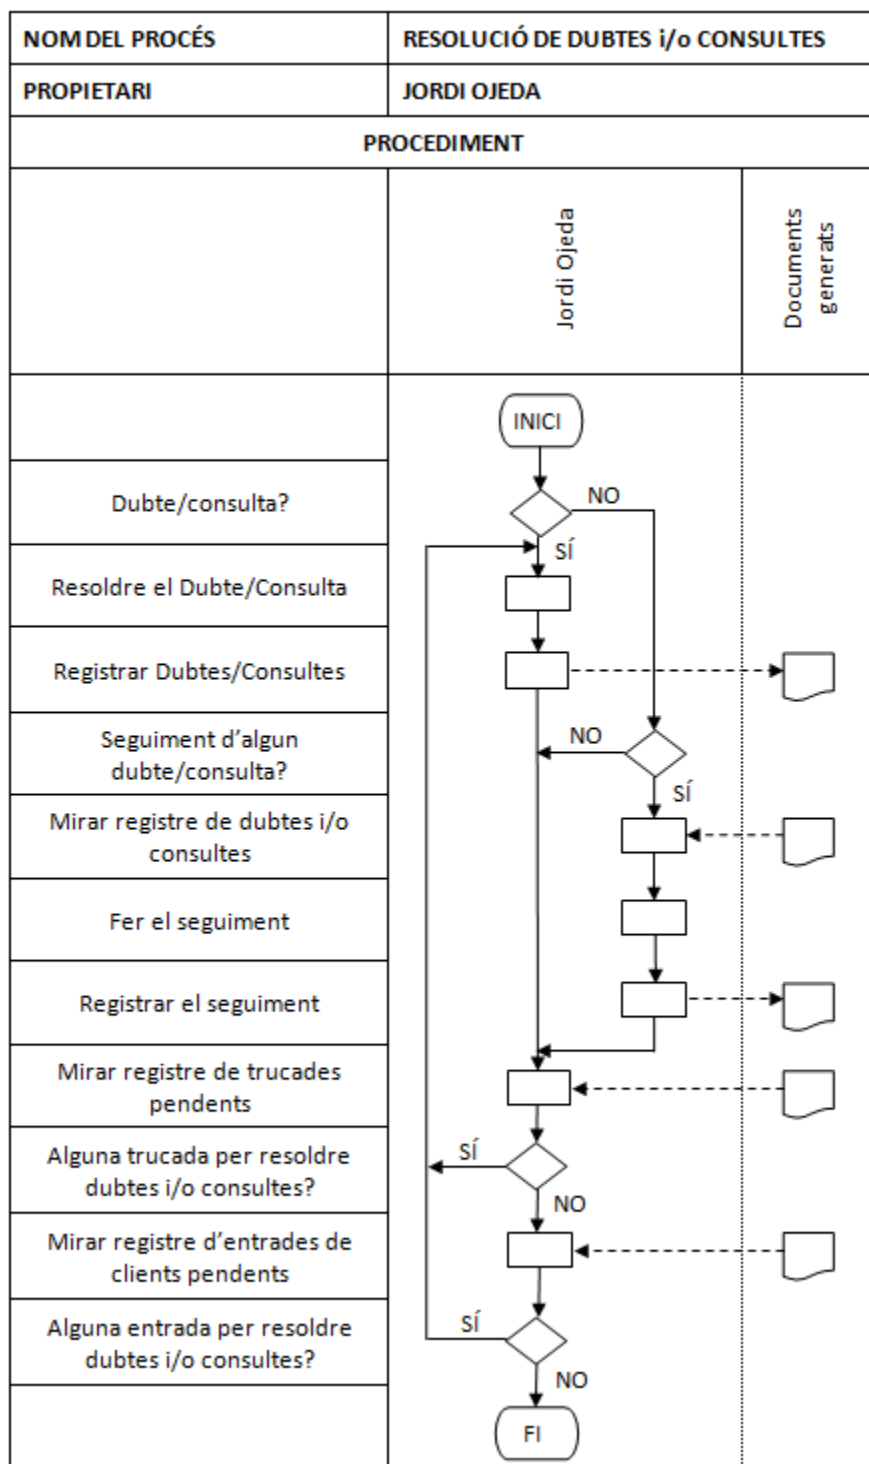 NOM DEL PROCÉS
RESOLUCIÓ DE DUBTES i/o CONSULTES
PROPIETARI
JORDI OJEDA
PROCEDIMENT
Jordi Ojeda
Documents
generats
INICI
Dubte/consulta?
NO
SÍ
Resoldre el Dubte/Consulta
Registrar Dubtes/Consultes
Seguiment d'algun
dubte/consulta?
NO
SÍ
Mirar registre de dubtes i/o
consultes
Fer el seguiment
Registrar el seguiment
Mirar registre de trucades
pendents
Alguna trucada per resoldre
dubtes i/o consultes?
SÍ
NO
Mirar registre d'entrades de
clients pendents
Alguna entrada per resoldre
dubtes i/o consultes?
SÍ
NO
FI